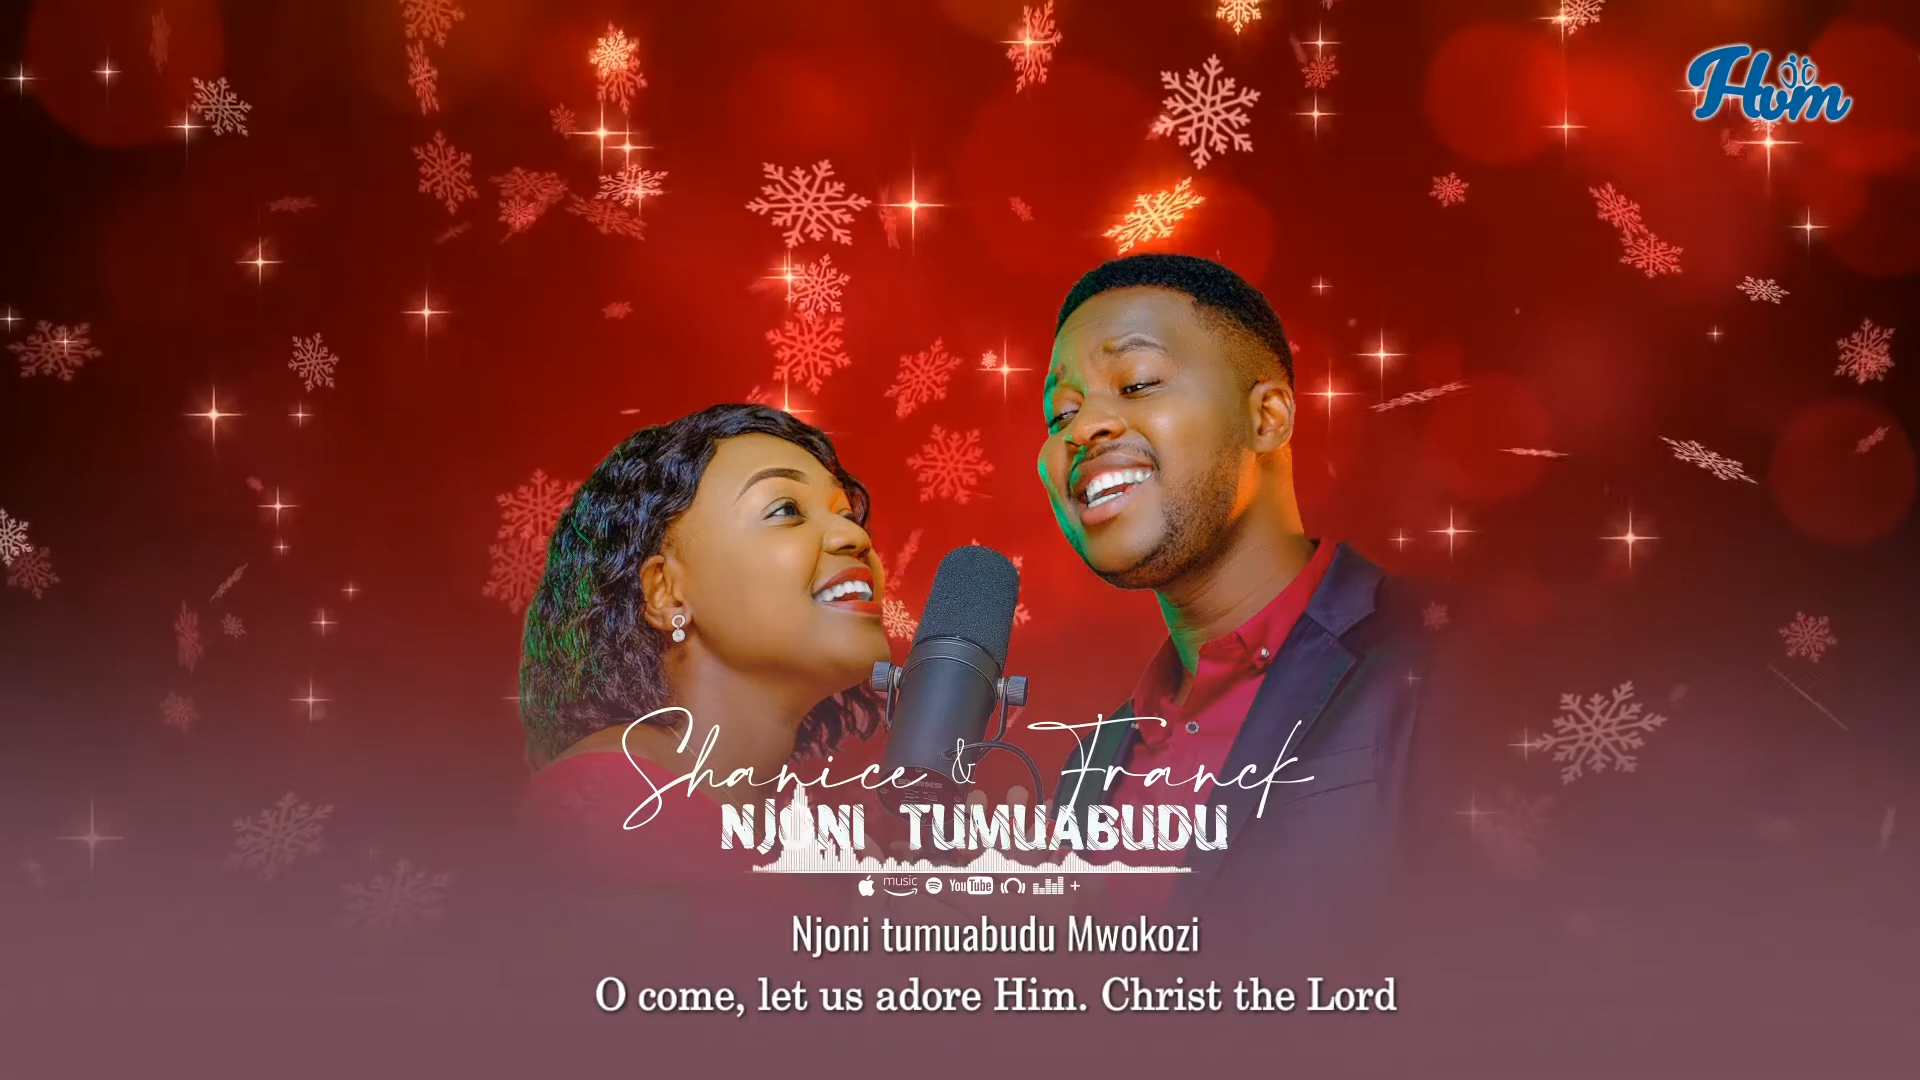 Hvm
Shanice & Franck
NJONI TUMUABUDU
music YouTube +
Njoni tumuabudu Mwokozi
O come, let us adore Him. Christ the Lord